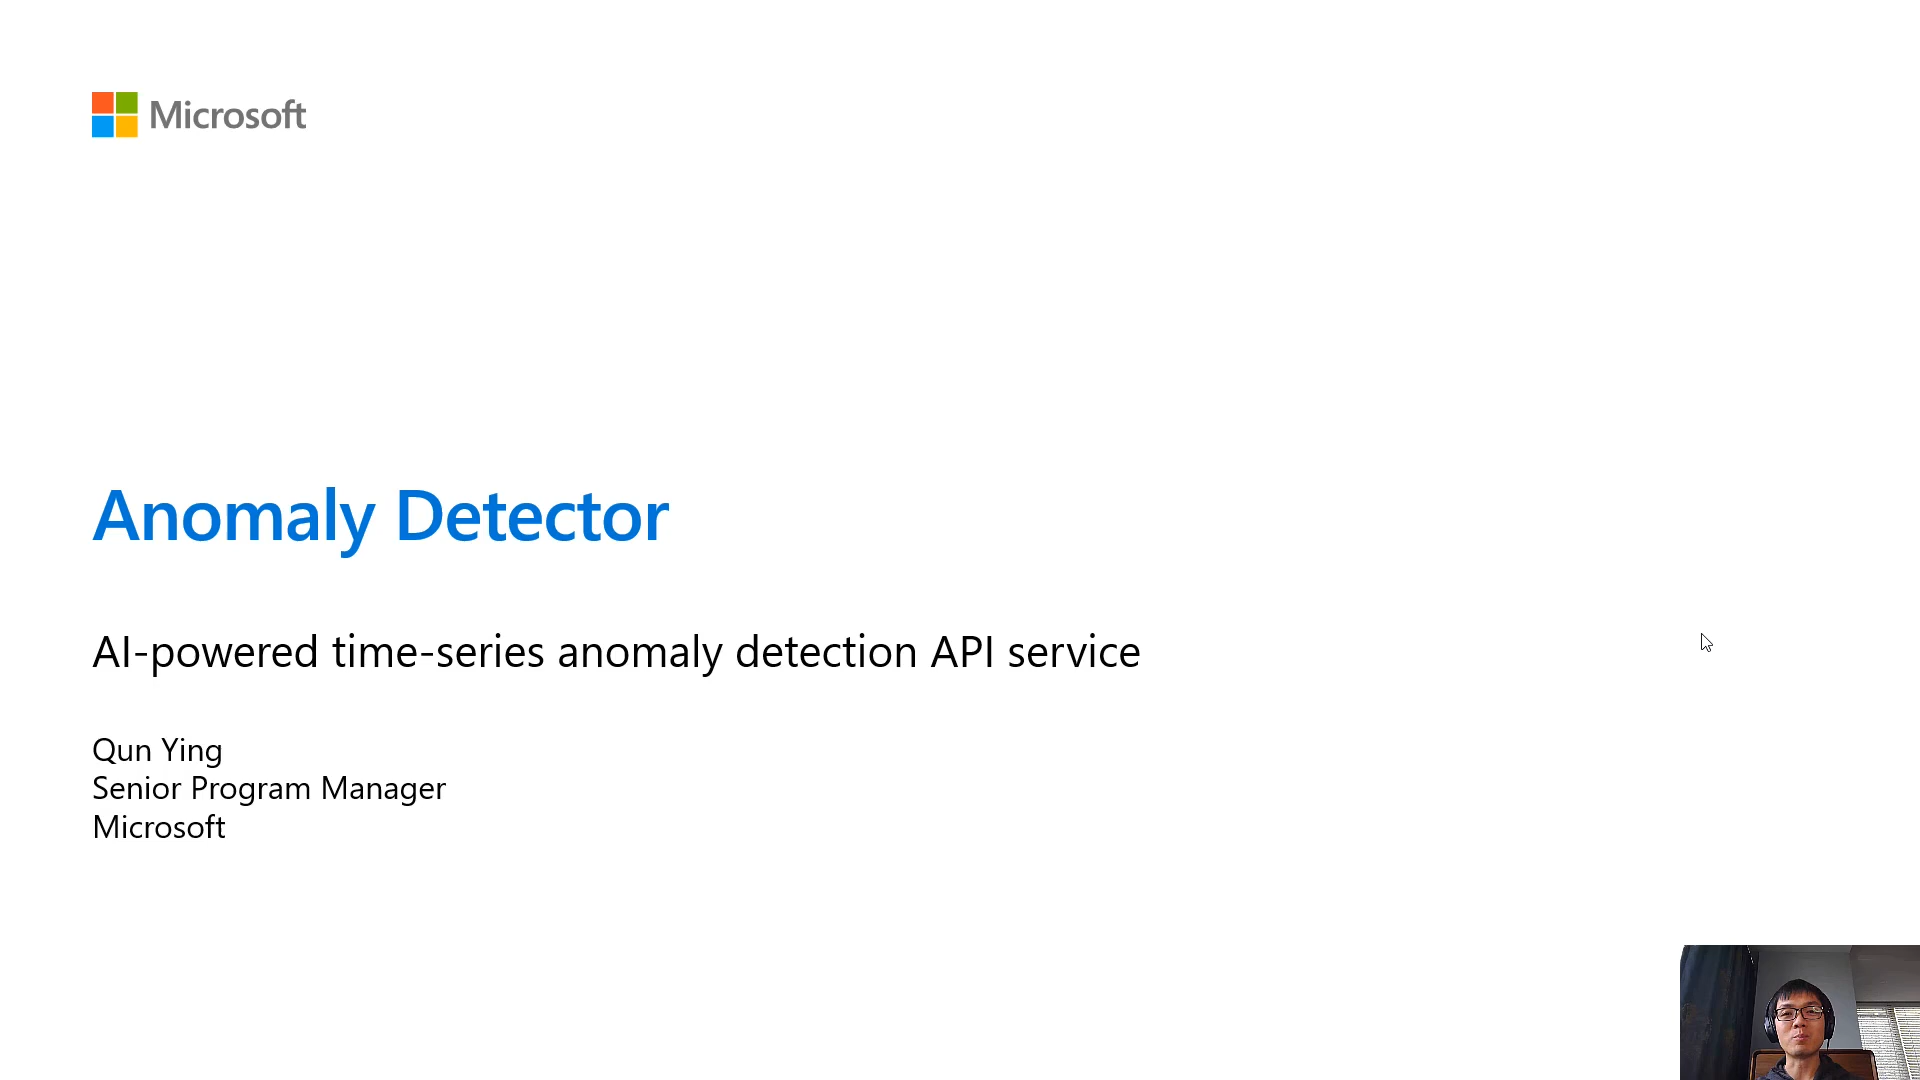 Microsoft
Anomaly Detector
AI-powered time-series anomaly detection API service
Qun Ying
Senior Program Manager
Microsoft